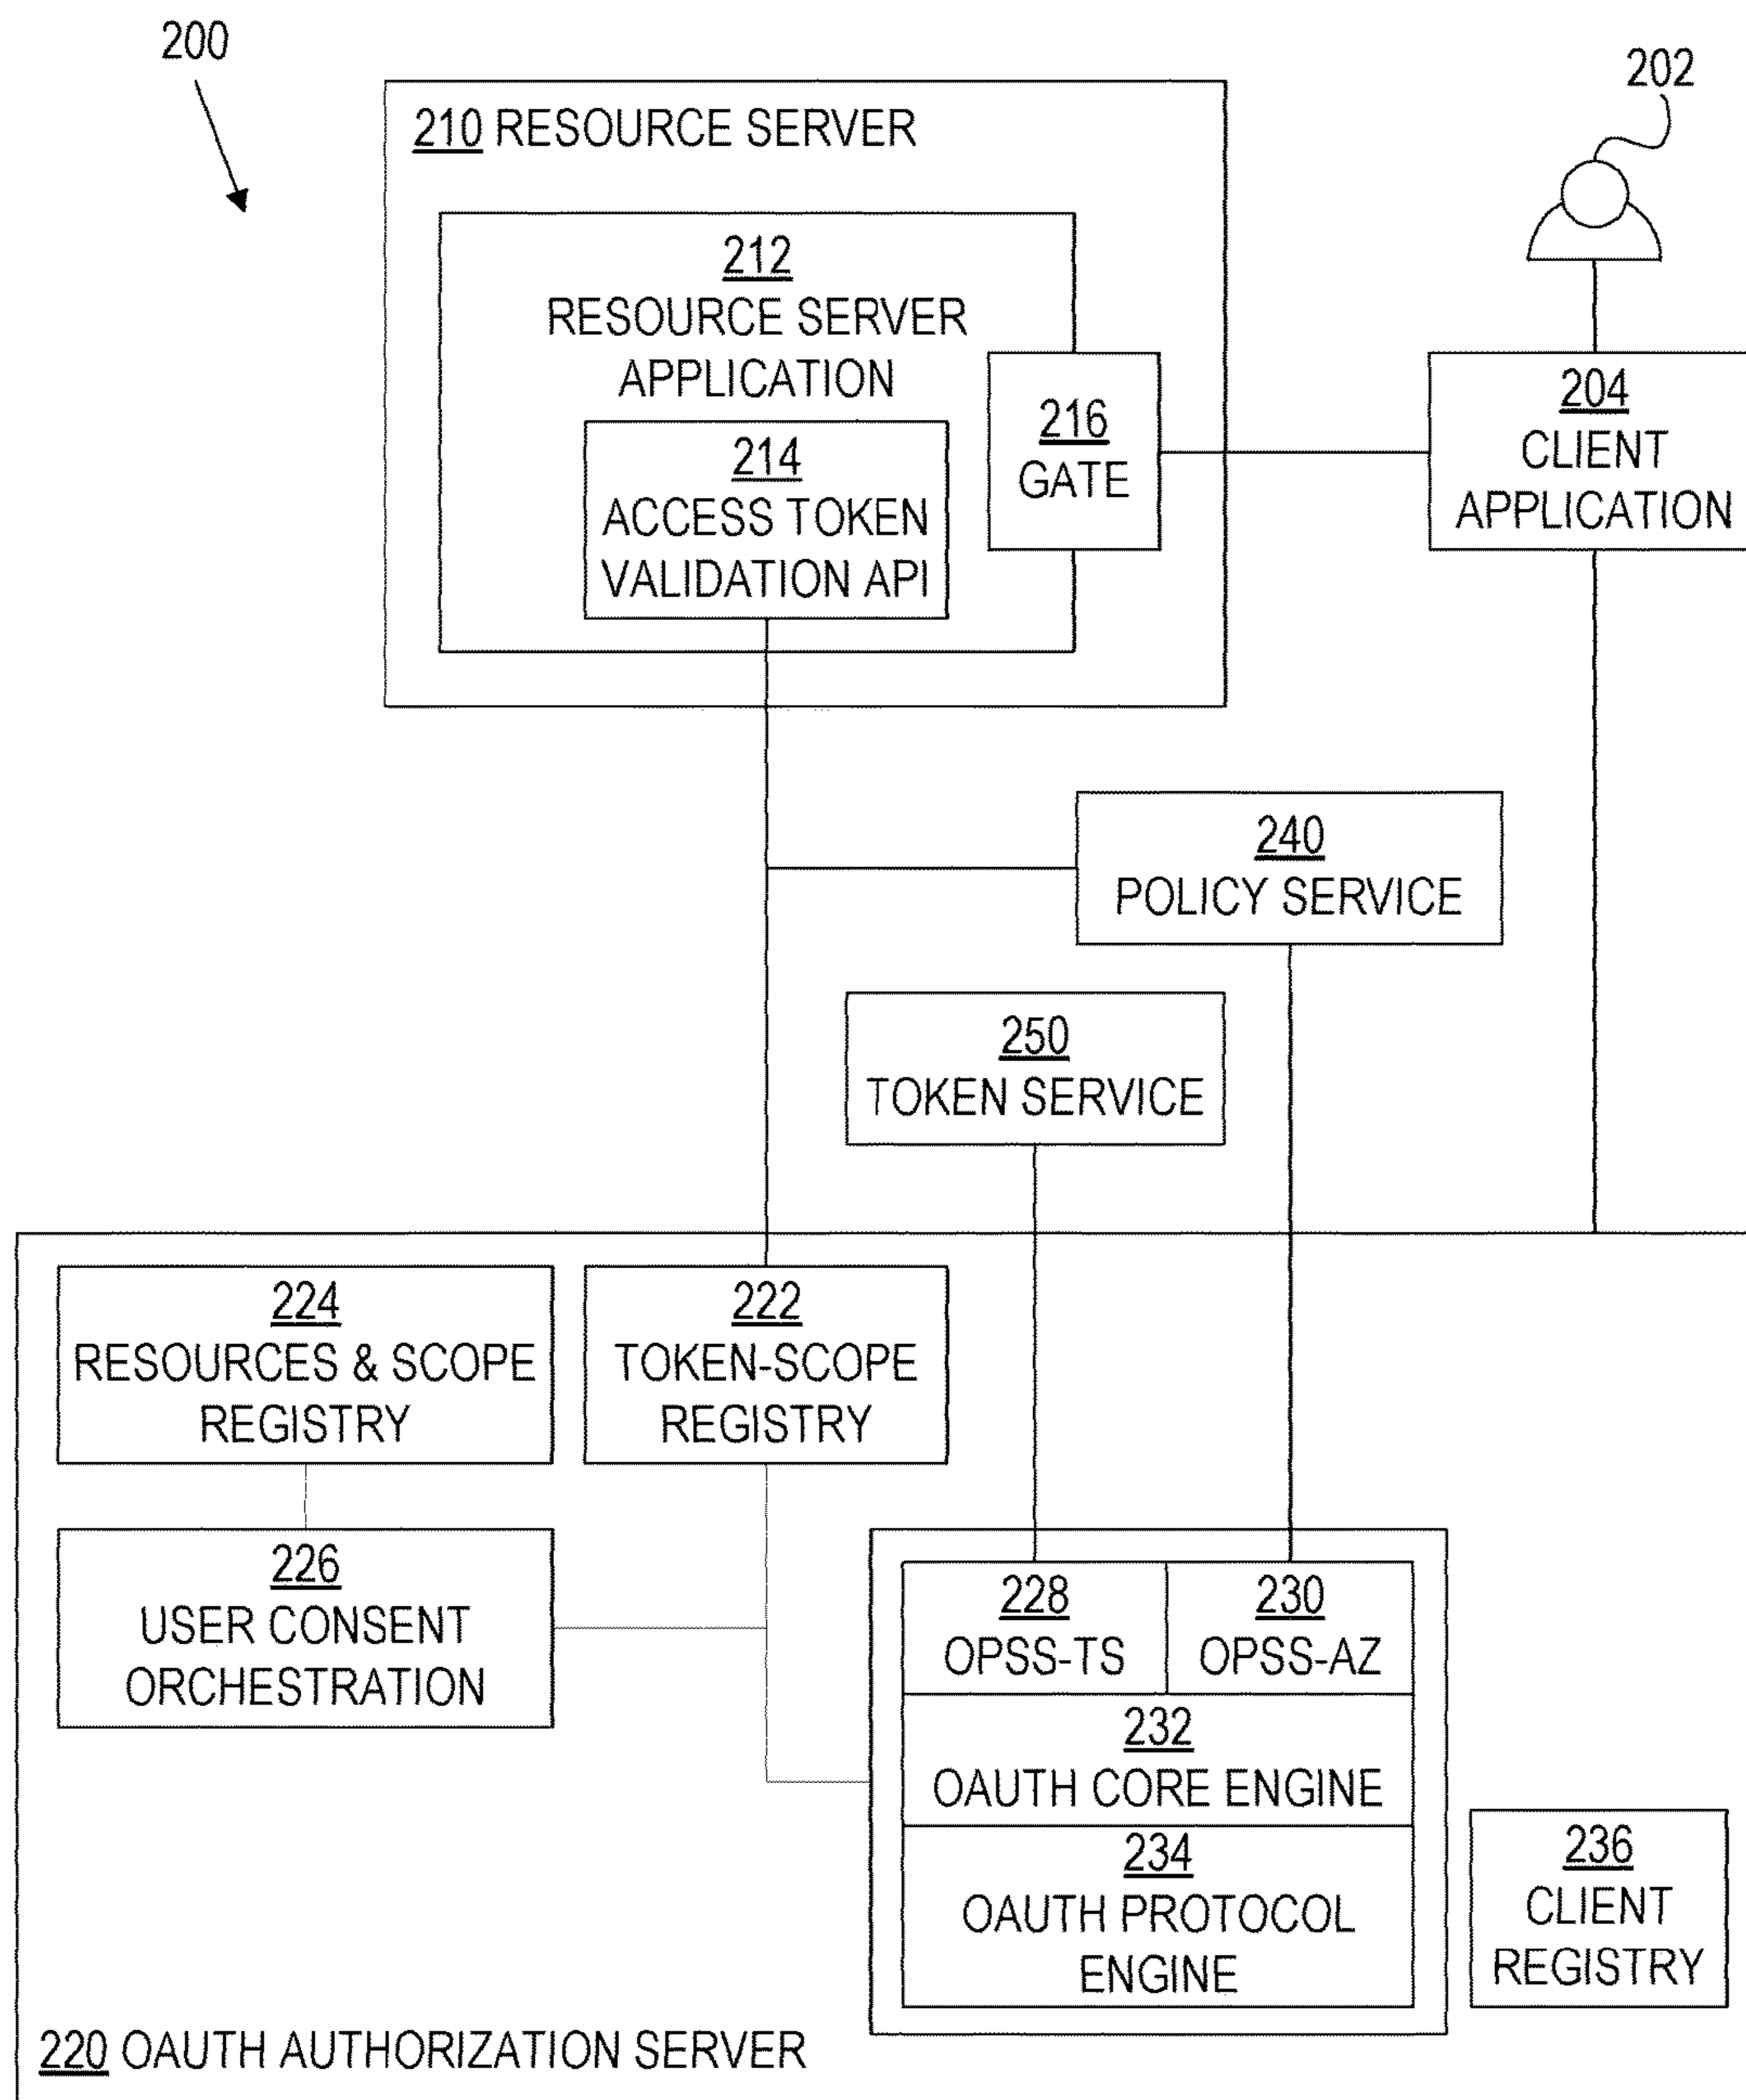 200
202
210 RESOURCE SERVER
212
RESOURCE SERVER
APPLICATION
214
ACCESS TOKEN
VALIDATION API
216
GATE
204
CLIENT
APPLICATION
240
POLICY SERVICE
250
TOKEN SERVICE
224
RESOURCES & SCOPE
REGISTRY
222
TOKEN-SCOPE
REGISTRY
226
USER CONSENT
ORCHESTRATION
228
OPSS-TS
230
OPSS-AZ
232
OAUTH CORE ENGINE
234
OAUTH PROTOCOL
ENGINE
236
CLIENT
REGISTRY
220 OAUTH AUTHORIZATION SERVER